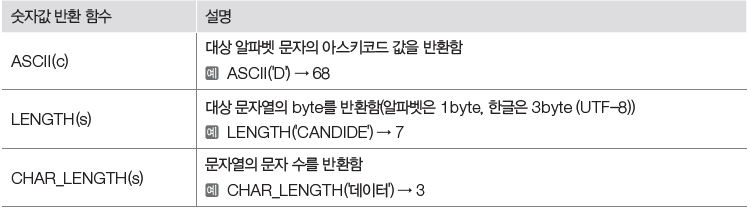 숫자값 반환 함수 설명
ASCII(c)
대상 알파벳 문자의 아스키코드 값을 반환함
예 ASCII('D') → 68
LENGTH(s)
대상 문자열의 byte를 반환함(알파벳은 1byte, 한글은 3byte (UTF-8))
예 LENGTH('CANDIDE') → 7
CHAR_LENGTH(s)
문자열의 문자 수를 반환함
예 CHAR_LENGTH('데이터') → 3